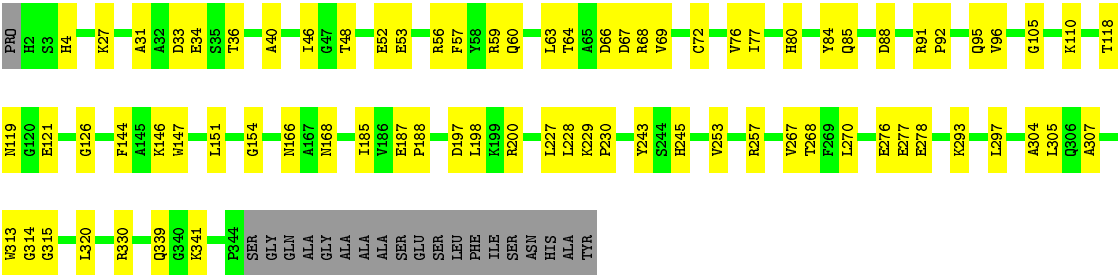 PRO H2 S3 H4 K27 A31 A32 D33 E34 S35 T36 A40 I46 G47 T48 E52 E53 R56 F57 Y58 R59 Q60 L63 T64 A65 D66 D67 R68 V69 C72 V76 I77 H80 Y84 Q85 D88 R91 P92 Q95 V96 G105 K110 T118
N119 G120 E121 G126 F144 A145 K146 W147 L151 G154 N166 A167 N168 I185 V186 E187 P188 D197 L198 K199 R200 L227 L228 K229 P230 Y243 S244 H245 V253 R257 V267 T268 F269 L270 E276 E277 E278 K293 L297 A304 L305 Q306 A307
W313 G314 G315 L320 R330 Q339 G340 K341 P344 SER GLY GLN ALA GLY ALA ALA ALA SER GLU SER LEU PHE ILE SER ASN HIS ALA TYR